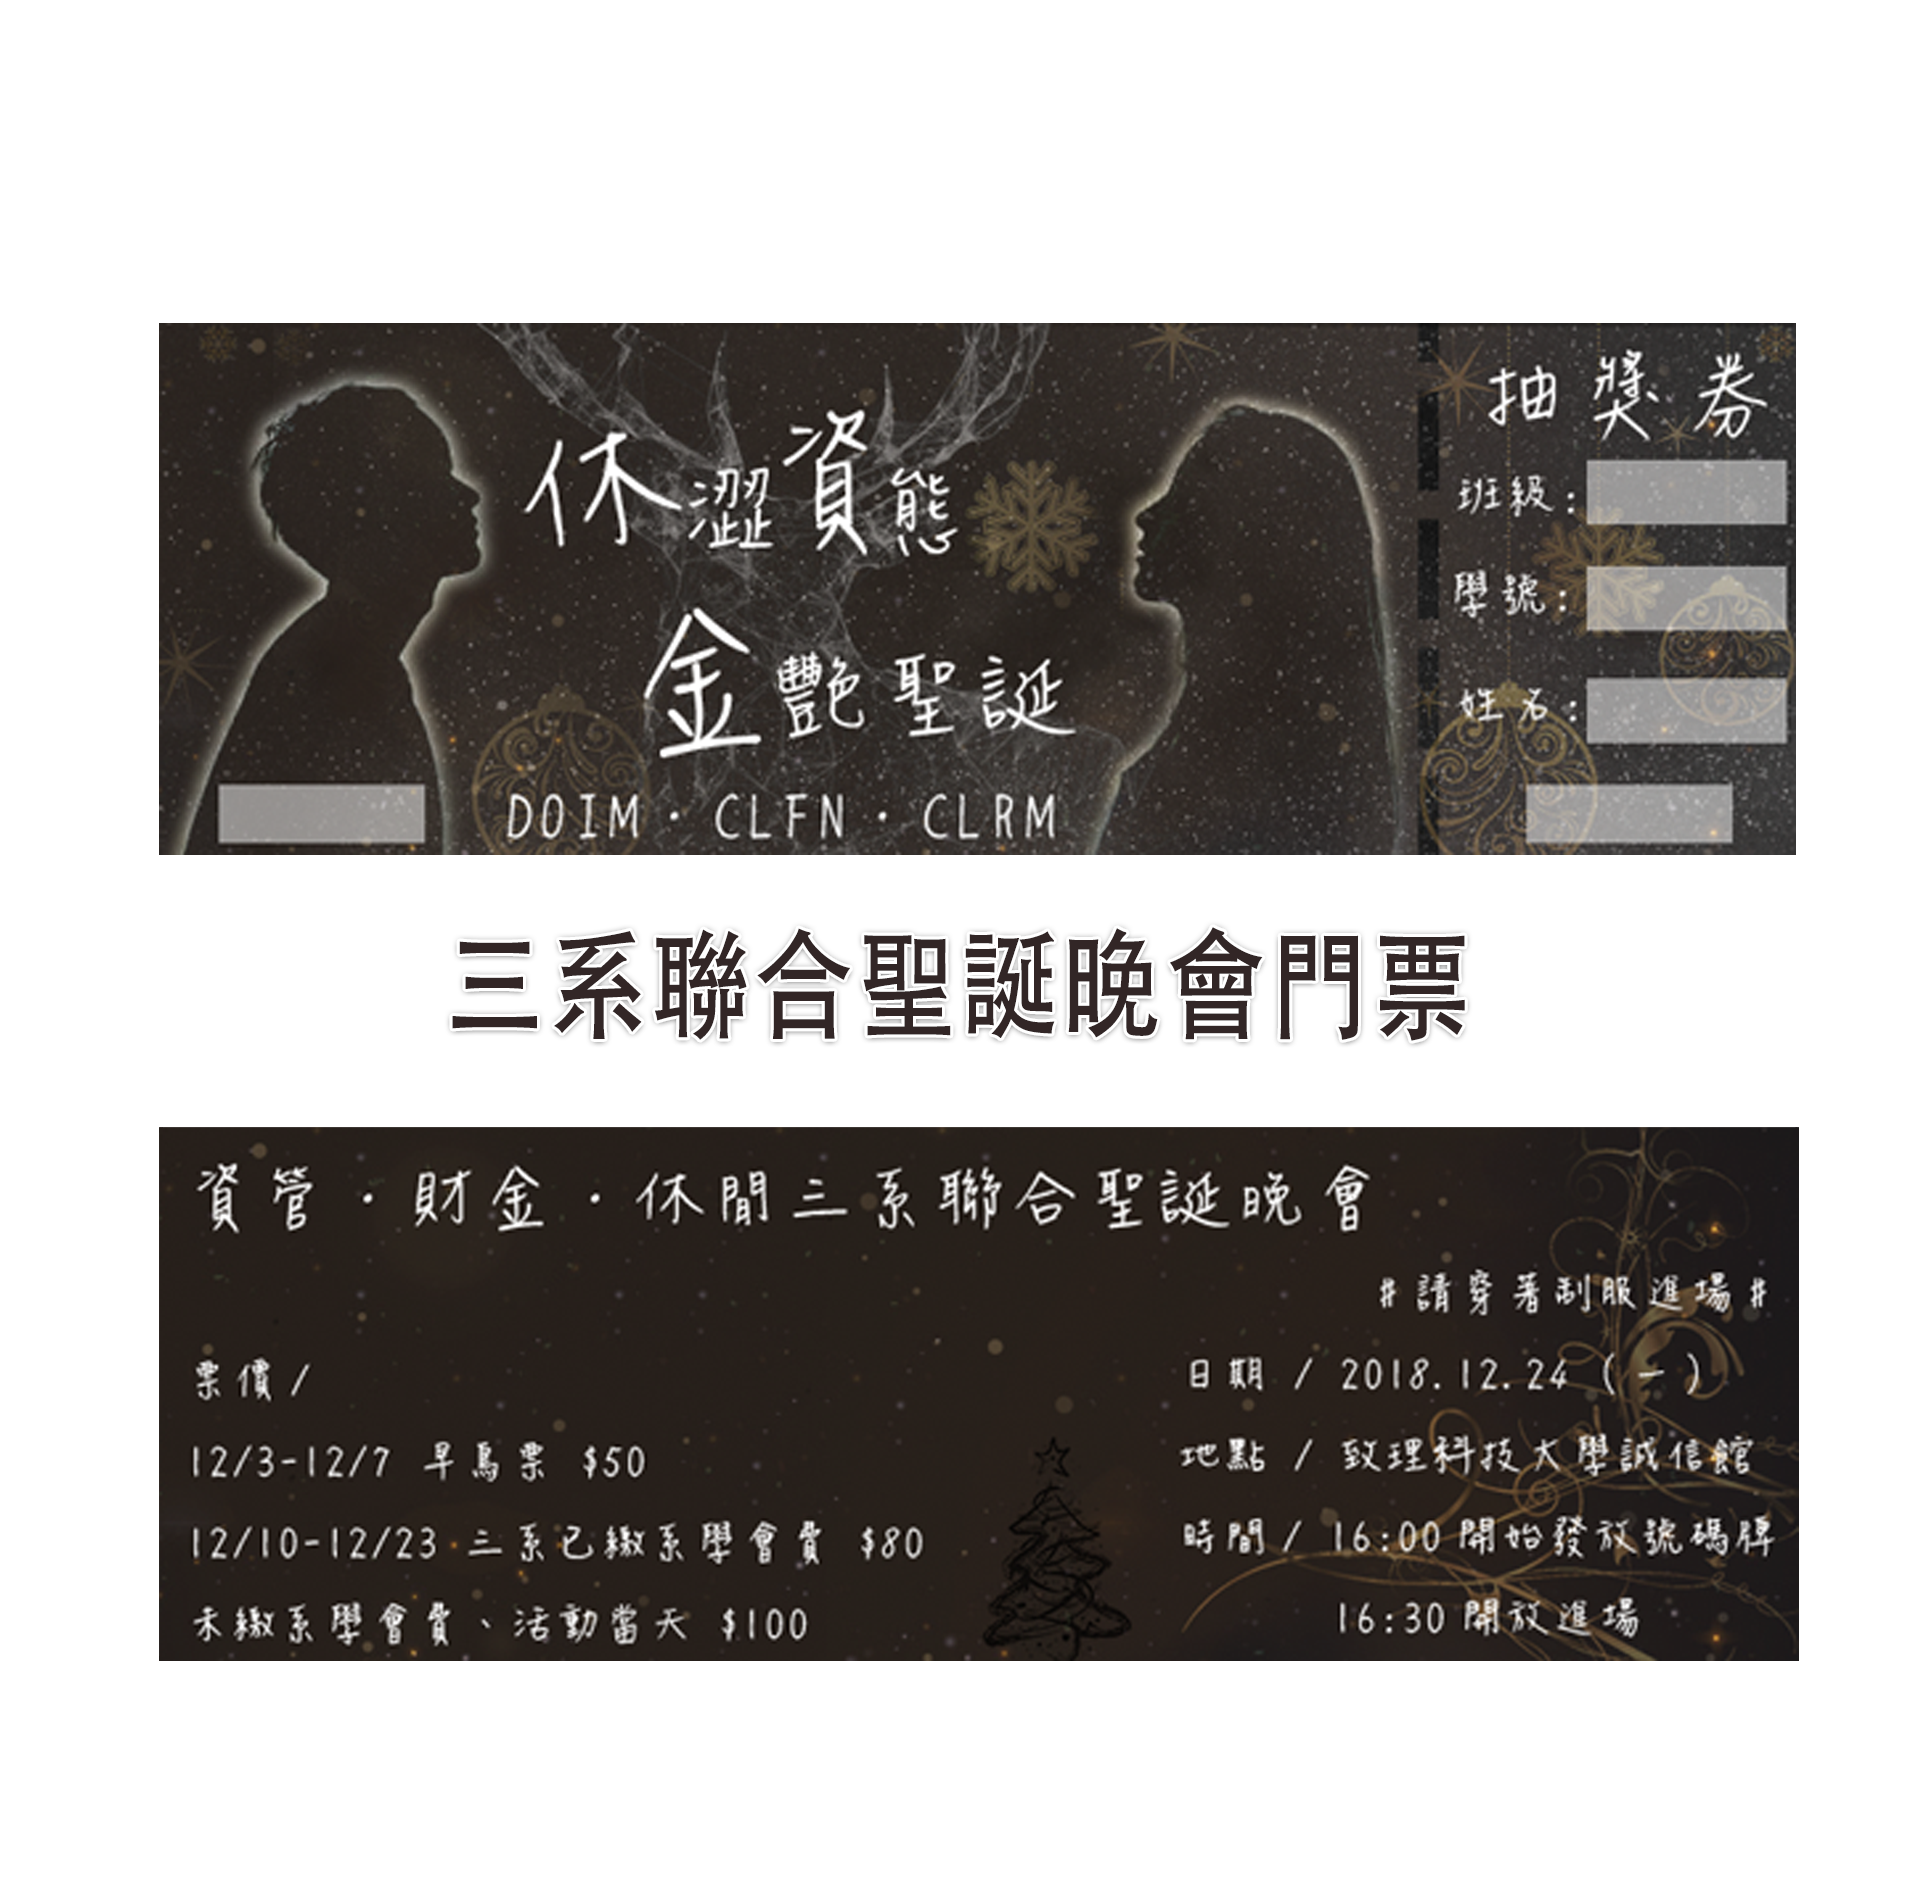 休澀資態
金艷聖誕
DOIM·CLFN·CLRM
抽獎券
班級：
學號：
姓名：
三系聯合聖誕晚會門票
資管·財金·休閒三系聯合聖誕晚會
#請穿著制服進場#
票價/
12/3-12/7 早鳥票 $50
12/10-12/23 三系已繳系學會費 $80
未繳系學會費、活動當天 $100
日期 / 2018.12.24 (一)
地點 / 致理科技大學誠信館
時間 / 16:00 開始發放號碼牌
16:30 開放進場